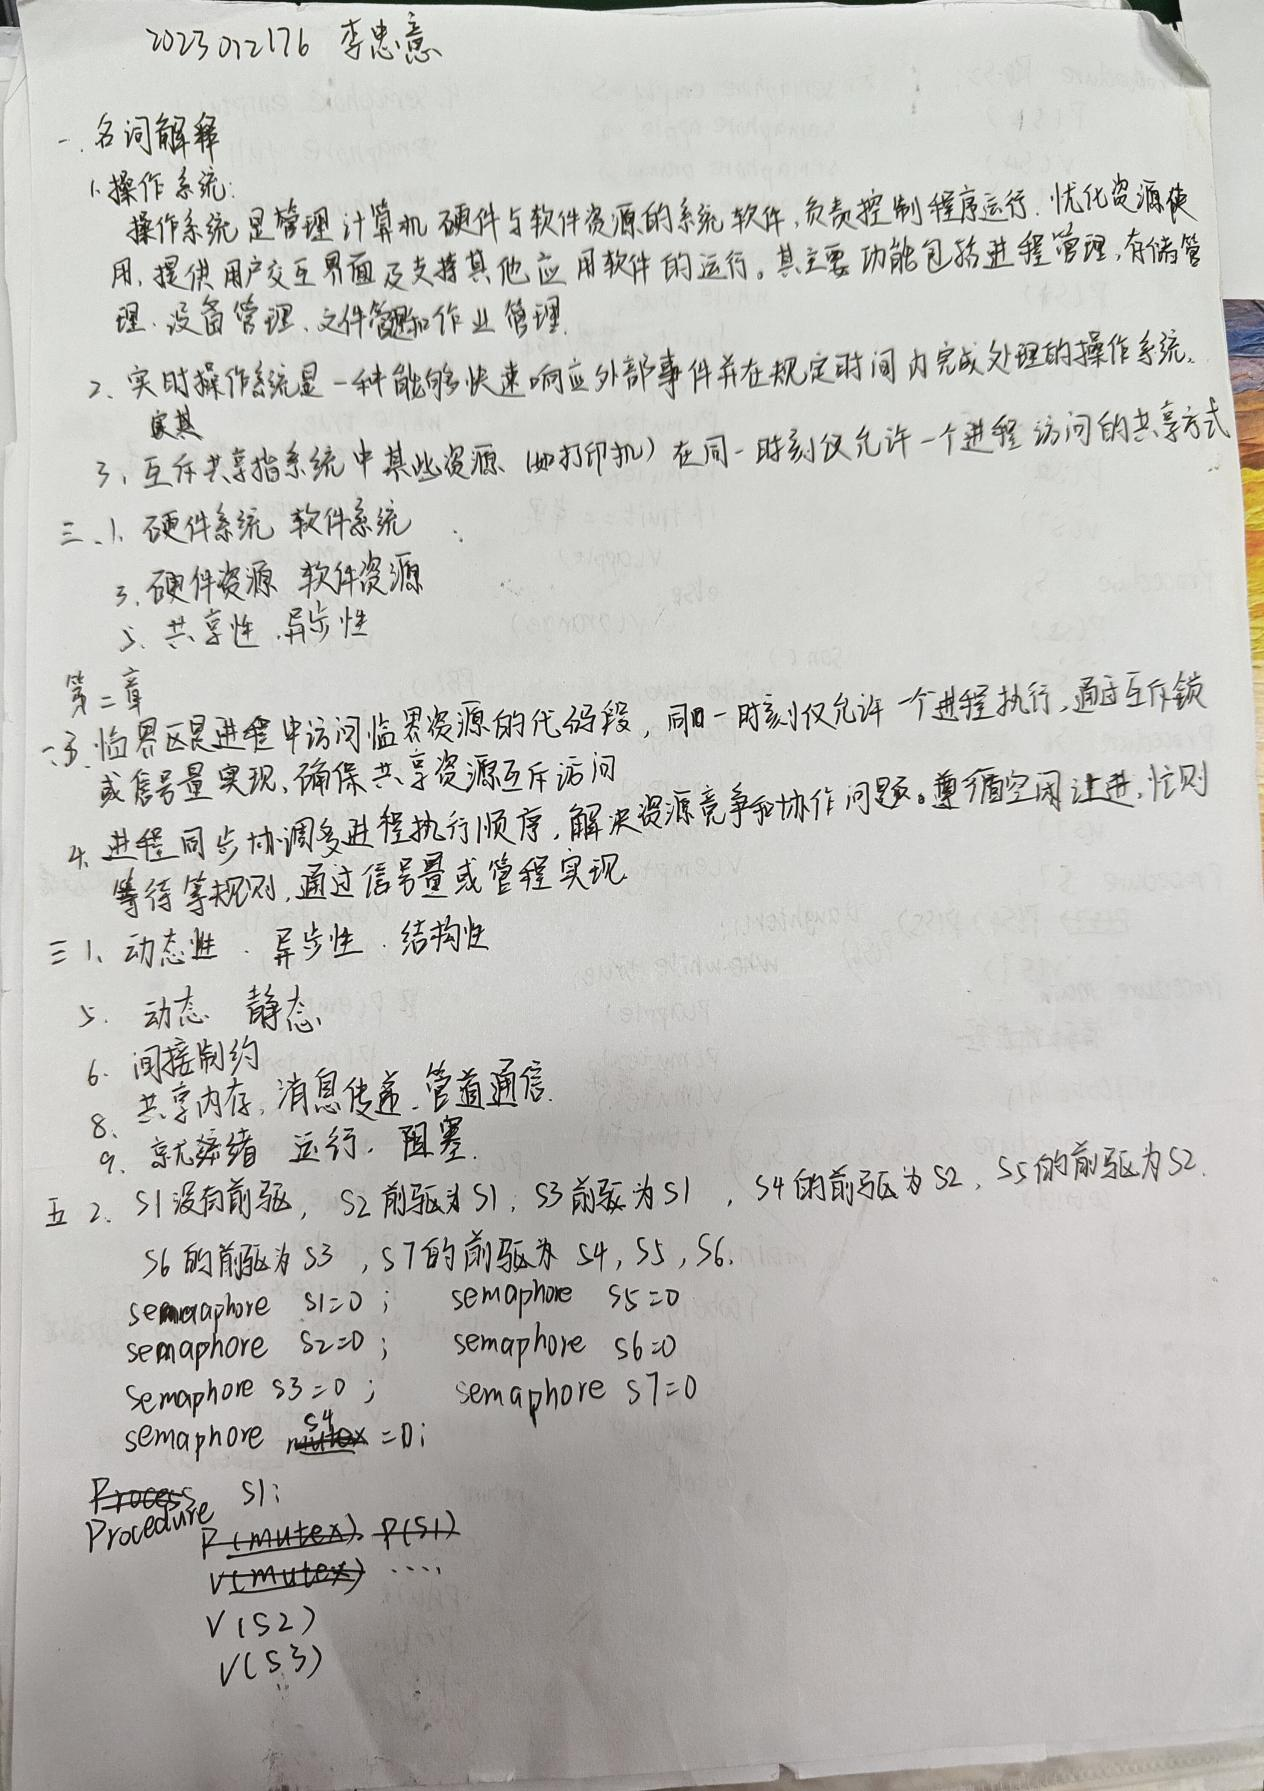 2023012176 李忠意
一. 名词解释
1. 操作系统:
操作系统是管理计算机硬件与软件资源的系统软件,负责控制程序运行.优化资源使
用,提供用户交互界面及支持其他应用软件的运行。其主要功能包括进程管理,存储管
理、设备管理、文件管理和作业管理.
2、实时操作系统是一种能够快速响应外部事件并在规定时间内完成处理的操作系统。
3、互斥共享指系统中某些资源(如打印机)在同一时刻仅允许一个进程访问的共享方式
三、1. 硬件系统 软件系统
3. 硬件资源 软件资源
5. 共享性 异步性
第二章
一.3. 临界区是进程中访问临界资源的代码段,同一时刻仅允许一个进程执行,通过互斥锁
或信号量实现,确保共享资源互斥访问
4. 进程同步协调多进程执行顺序,解决资源竞争和协作问题。遵循空闲让进,忙则
等待等规则,通过信号量或管程实现.
三 1、动态性 . 异步性 . 结构性
5. 动态 静态
6. 间接制约
8. 共享内存, 消息传递、管道通信.
9. 就绪 运行, 阻塞.
五 2. S1没有前驱, S2前驱为S1, S3前驱为S1, S4的前驱为S2, S5的前驱为S2.
S6的前驱为S3, S7的前驱为S4, S5, S6.
semaphore S1=0; semaphore S5=0
semaphore S2=0; semaphore S6=0
semaphore S3=0; semaphore S7=0
semaphore S4 =0;
Process S1:
Procedure
P(mutex) P(S1)
V(mutex) ....
V(S2)
V(S3)